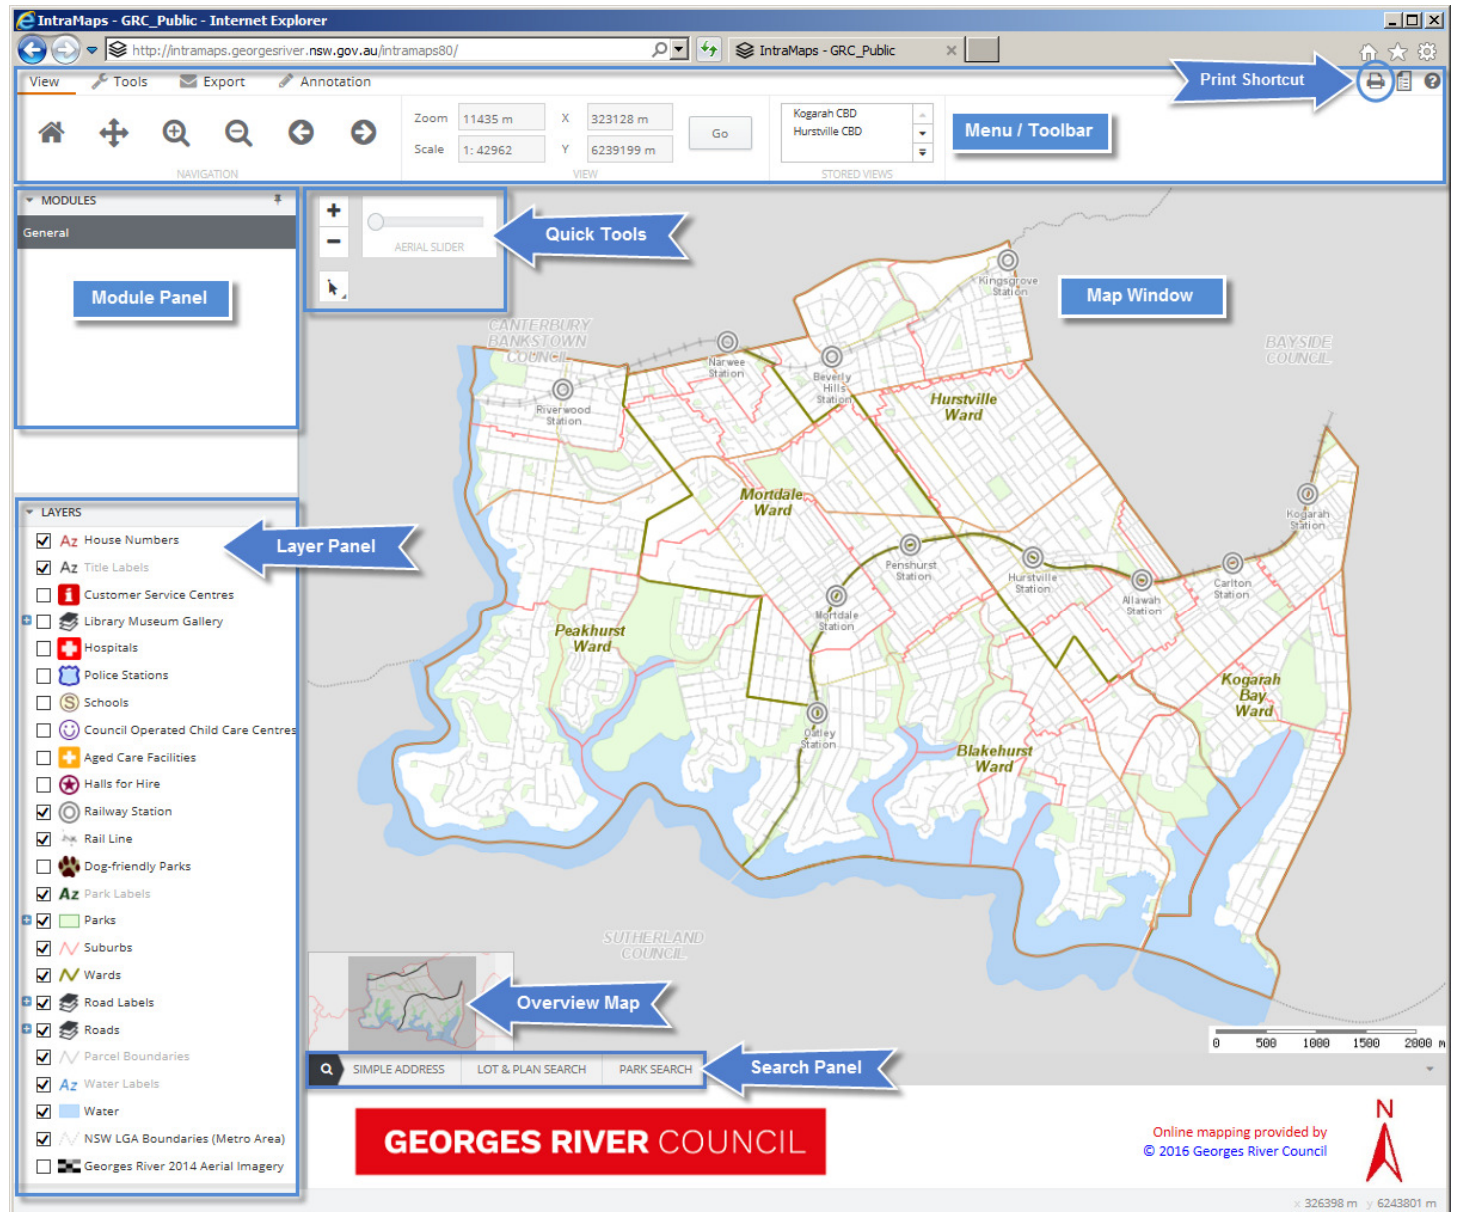 IntraMaps - GRC_Public - Internet Explorer
http://intramaps.georgesriver.nsw.gov.au/intramaps80/
IntraMaps - GRC_Public
View Tools Export Annotation
Print Shortcut
Zoom 11435 m X 323128 m
Go
Scale 1: 42962 Y 6239199 m
Kogarah CBD
Hurstville CBD
Menu / Toolbar
NAVIGATION VIEW STORED VIEWS
MODULES
General
Module Panel
AERIAL SLIDER
Quick Tools
Map Window
Kingsgrove
Station
CANTERBURY
BANKSTOWN
COUNCIL
BAYSIDE
COUNCIL
Narwee
Station
Beverly
Hills
Station
Riverwood
Station
Hurstville
Ward
Mortdale
Ward
Kogarah
Station
Penshurst
Station
Hurstville
Station
Allawah
Station
Carlton
Station
Mortdale
Station
Peakhurst
Ward
Kogarah
Bay
Ward
Oatley
Station
Blakehurst
Ward
SUTHERLAND
COUNCIL
LAYERS
Layer Panel
Az House Numbers
Az Title Labels
i Customer Service Centres
Library Museum Gallery
Hospitals
Police Stations
S Schools
Council Operated Child Care Centres
Aged Care Facilities
Halls for Hire
Railway Station
Rail Line
Dog-friendly Parks
Az Park Labels
Parks
Suburbs
Wards
Road Labels
Roads
Parcel Boundaries
Az Water Labels
Water
NSW LGA Boundaries (Metro Area)
Georges River 2014 Aerial Imagery
Overview Map
0 500 1000 1500 2000 m
SIMPLE ADDRESS LOT & PLAN SEARCH PARK SEARCH
Search Panel
GEORGES RIVER COUNCIL
Online mapping provided by
© 2016 Georges River Council
N
x 326398 m y 6243801 m